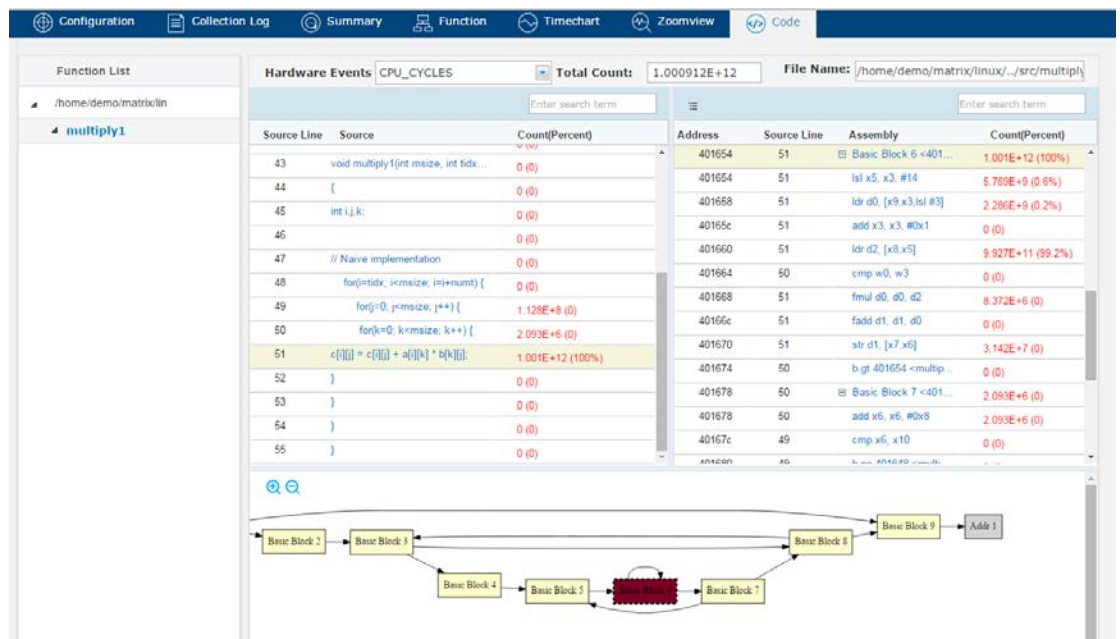 Configuration Collection Log Summary Function Timechart Zoomview Code
Function List
/home/demo/matrix/lin
multiply1
Hardware Events CPU_CYCLES Total Count: 1.000912E+12 File Name: /home/demo/matrix/linux/../src/multiply
Enter search term
Enter search term
Source Line Source Count(Percent)
43 void multiply1(int msize, int tidx... 0 (0)
44 { 0 (0)
45 int i,j,k; 0 (0)
46 0 (0)
47 // Naive implementation 0 (0)
48 for(i=tidx; i<msize; i=i+numt) { 0 (0)
49 for(j=0; j<msize; j++) { 1.128E+8 (0)
50 for(k=0; k<msize; k++) { 2.093E+6 (0)
51 c[i][j] = c[i][j] + a[i][k] * b[k][j]; 1.001E+12 (100%)
52 } 0 (0)
53 } 0 (0)
54 } 0 (0)
55 } 0 (0)
Address Source Line Assembly Count(Percent)
401654 51 Basic Block 6 <401... 1.001E+12 (100%)
401654 51 lsl x5, x3, #14 5.769E+9 (0.6%)
401658 51 ldr d0, [x9,x3,lsl #3] 2.286E+9 (0.2%)
40165c 51 add x3, x3, #0x1 0 (0)
401660 51 ldr d2, [x8,x5] 9.927E+11 (99.2%)
401664 50 cmp w0, w3 0 (0)
401668 51 fmul d0, d0, d2 8.372E+6 (0)
40166c 51 fadd d1, d1, d0 0 (0)
401670 51 str d1, [x7,x6] 3.142E+7 (0)
401674 50 b.gt 401654 <multip... 0 (0)
401678 50 Basic Block 7 <401... 2.093E+6 (0)
401678 50 add x6, x6, #0x8 2.093E+6 (0)
40167c 49 cmp x6, x10 0 (0)
Basic Block 2
Basic Block 3
Basic Block 4
Basic Block 5
Basic Block 6
Basic Block 7
Basic Block 8
Basic Block 9
Addr 1